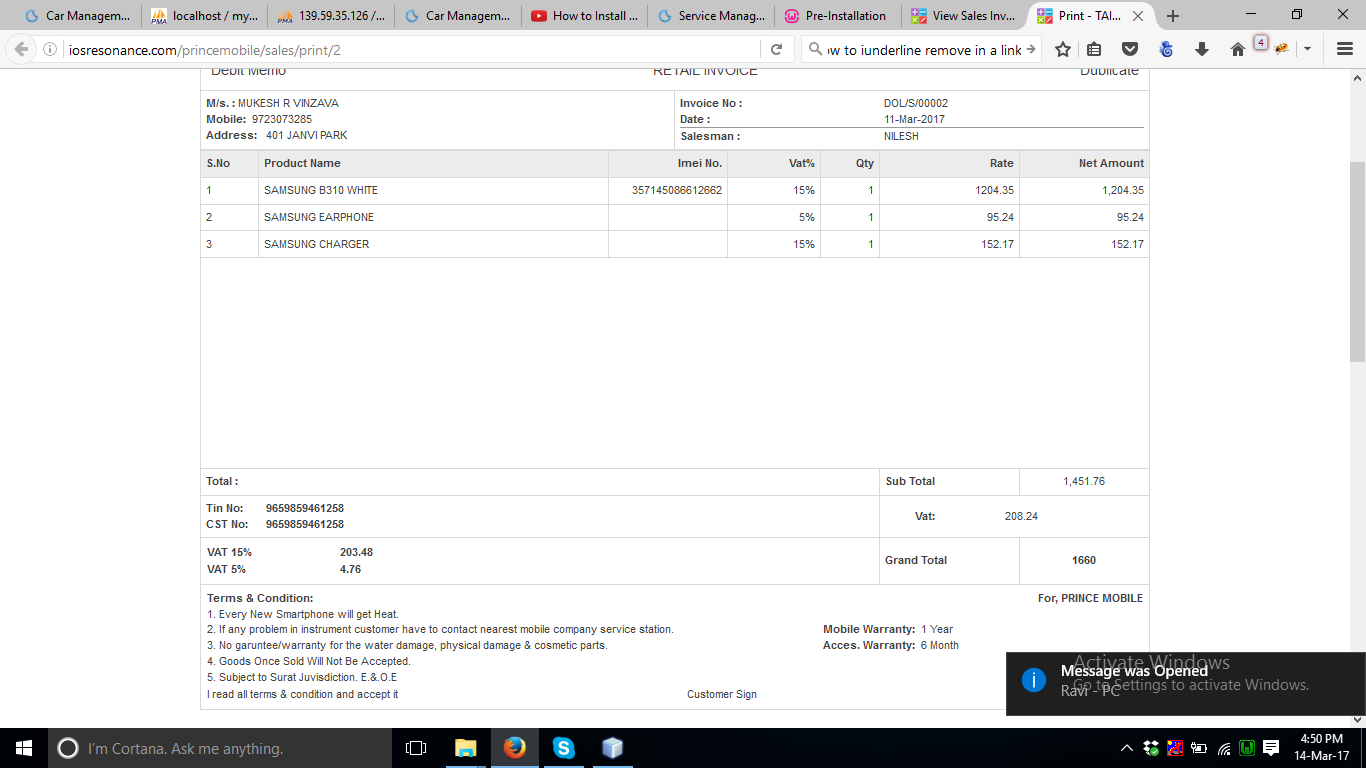 Car Managem...
localhost / my...
139.59.35.126 /...
Car Managem...
How to Install ...
Service Manag...
Pre-Installation
View Sales Inv...
Print - TAI...
iosresonance.com/princemobile/sales/print/2
ow to iunderline remove in a link
4
Debit Memo RETAIL INVOICE Dublicate
M/s. : MUKESH R VINZAVA
Mobile: 9723073285
Address: 401 JANVI PARK
Invoice No : DOL/S/00002
Date : 11-Mar-2017
Salesman : NILESH
S.No Product Name Imei No. Vat% Qty Rate Net Amount
1 SAMSUNG B310 WHITE 357145086612662 15% 1 1204.35 1,204.35
2 SAMSUNG EARPHONE 5% 1 95.24 95.24
3 SAMSUNG CHARGER 15% 1 152.17 152.17
Total : Sub Total 1,451.76
Tin No: 9659859461258
CST No: 9659859461258
Vat: 208.24
VAT 15% 203.48
VAT 5% 4.76
Grand Total 1660
Terms & Condition: For, PRINCE MOBILE
1. Every New Smartphone will get Heat.
2. If any problem in instrument customer have to contact nearest mobile company service station. Mobile Warranty: 1 Year
3. No garuntee/warranty for the water damage, physical damage & cosmetic parts. Acces. Warranty: 6 Month
4. Goods Once Sold Will Not Be Accepted.
5. Subject to Surat Juvisdiction. E.&.O.E
I read all terms & condition and accept it Customer Sign
Activate Windows
Go to Settings to activate Windows.
Message was Opened
Ravi - PC
I'm Cortana. Ask me anything.
4:50 PM
14-Mar-17